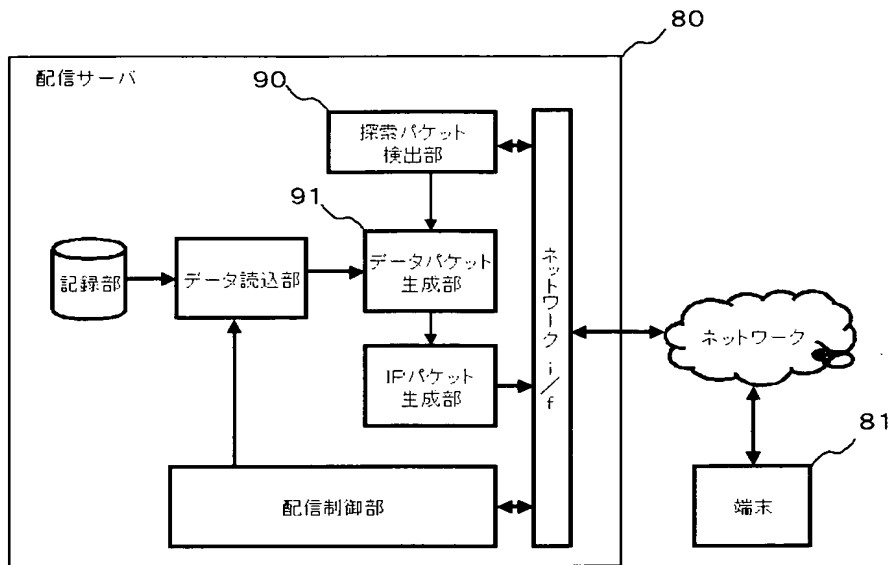 80
配信サーバ
90
探索パケット
検出部
91
記録部
データ読込部
データパケット
生成部
ネットワーク i/f
ネットワーク
IPパケット
生成部
81
配信制御部
端末